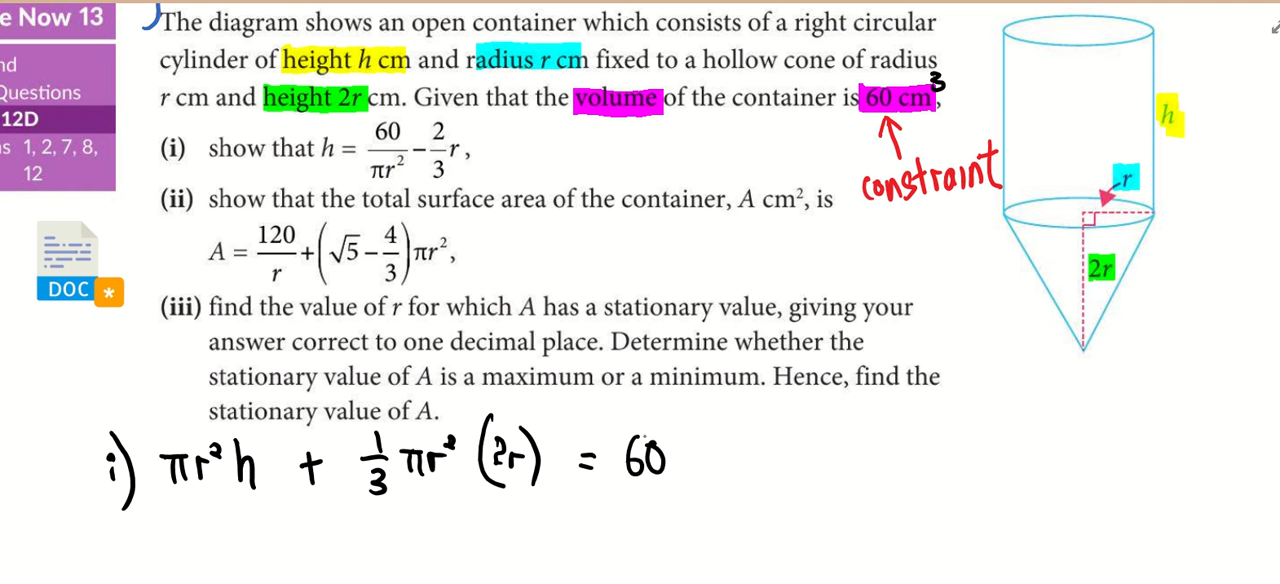 e Now 13
nd
Questions
12D
ns 1, 2, 7, 8,
12
DOC *
The diagram shows an open container which consists of a right circular
cylinder of height h cm and radius r cm fixed to a hollow cone of radius
r cm and height 2r cm. Given that the volume of the container is 60 cm³,
(i) show that h = 60/πr² − 2/3 r,
(ii) show that the total surface area of the container, A cm², is
A = 120/r + (√5 − 4/3)πr²,
(iii) find the value of r for which A has a stationary value, giving your
answer correct to one decimal place. Determine whether the
stationary value of A is a maximum or a minimum. Hence, find the
stationary value of A.
constraint
h
r
2r
i) πr²h + 1/3 πr² (2r) = 60